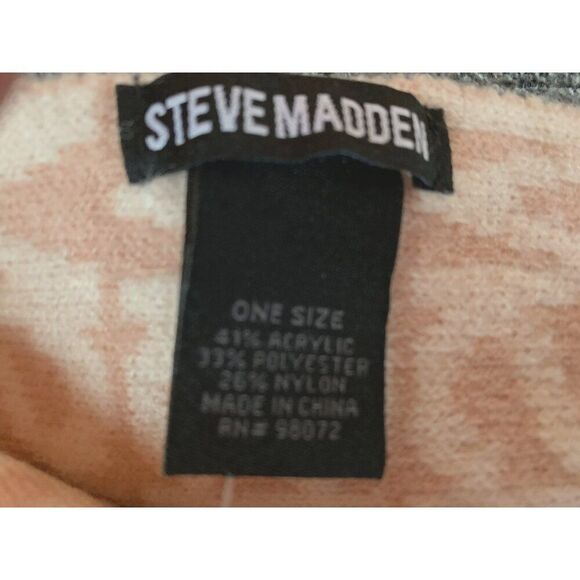 STEVE MADDEN
ONE SIZE
41% ACRYLIC
33% POLYESTER
26% NYLON
MADE IN CHINA
RN# 98072